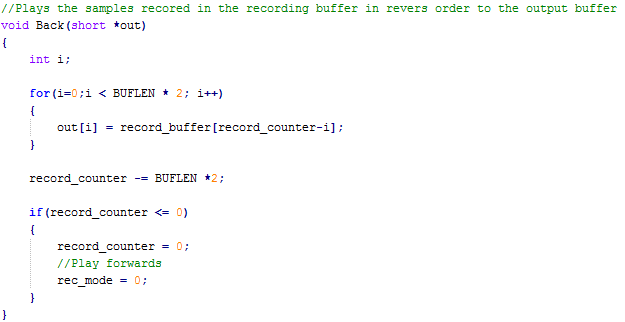 //Plays the samples recored in the recording buffer in revers order to the output buffer
void Back(short *out)
{
    int i;

    for(i=0;i < BUFLEN * 2; i++)
    {
        out[i] = record_buffer[record_counter-i];
    }

    record_counter -= BUFLEN *2;

    if(record_counter <= 0)
    {
        record_counter = 0;
        //Play forwards
        rec_mode = 0;
    }
}